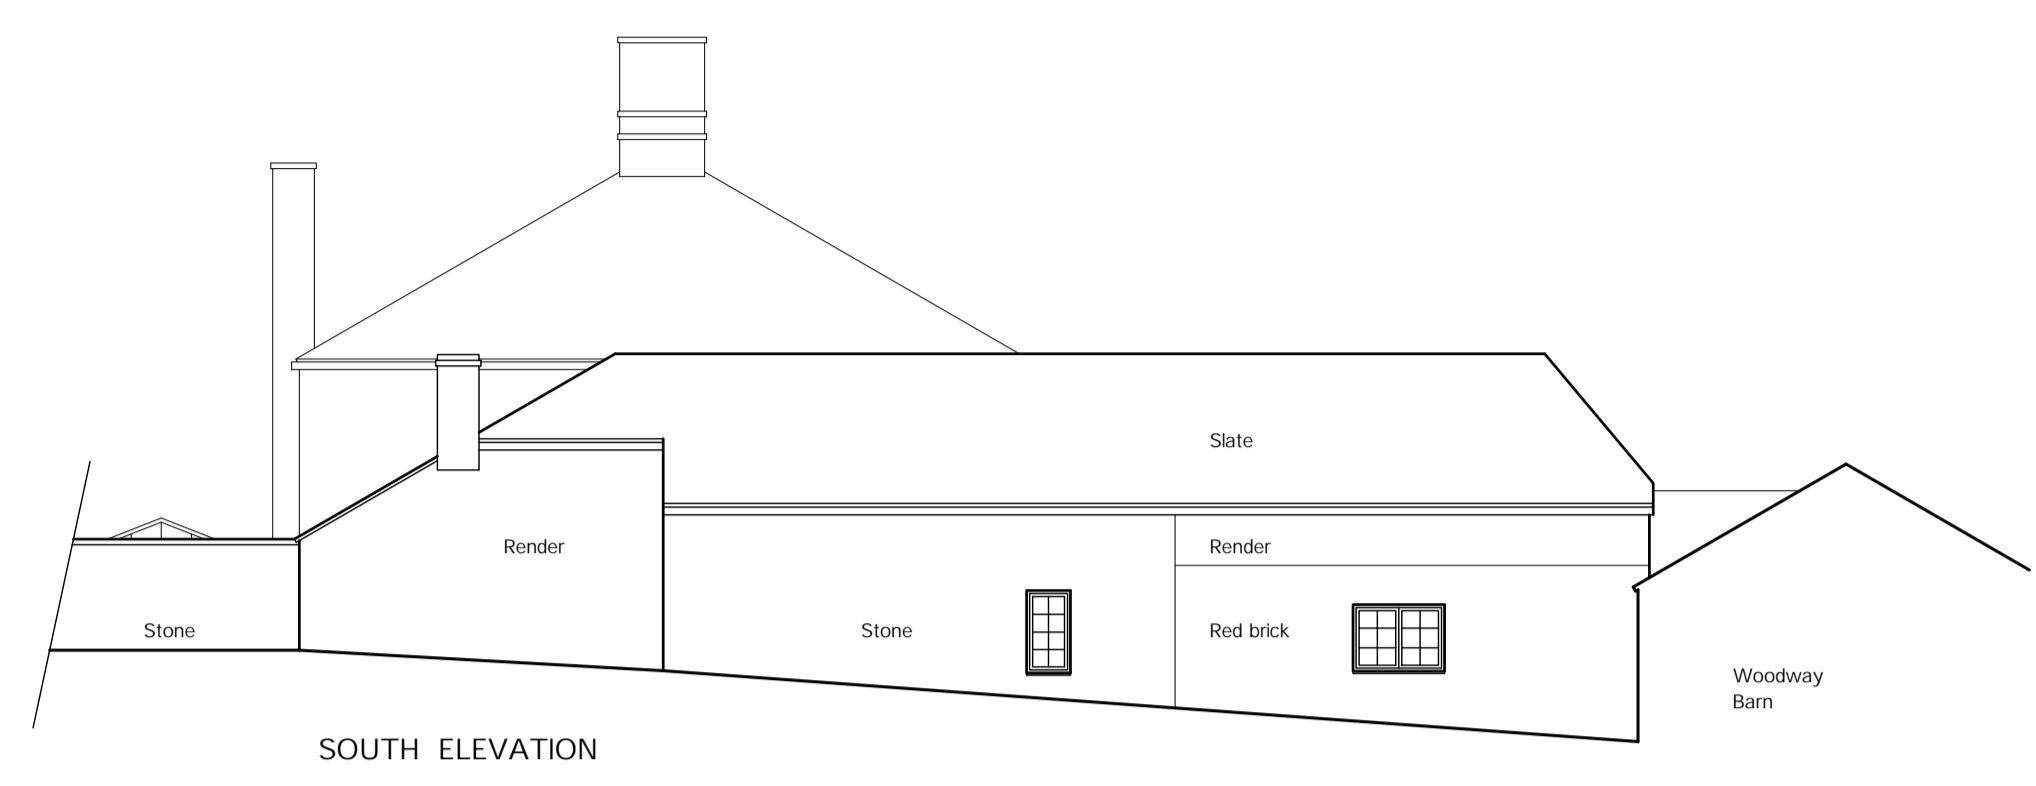 Slate
Render
Render
Stone
Stone
Red brick
Woodway
Barn
SOUTH ELEVATION